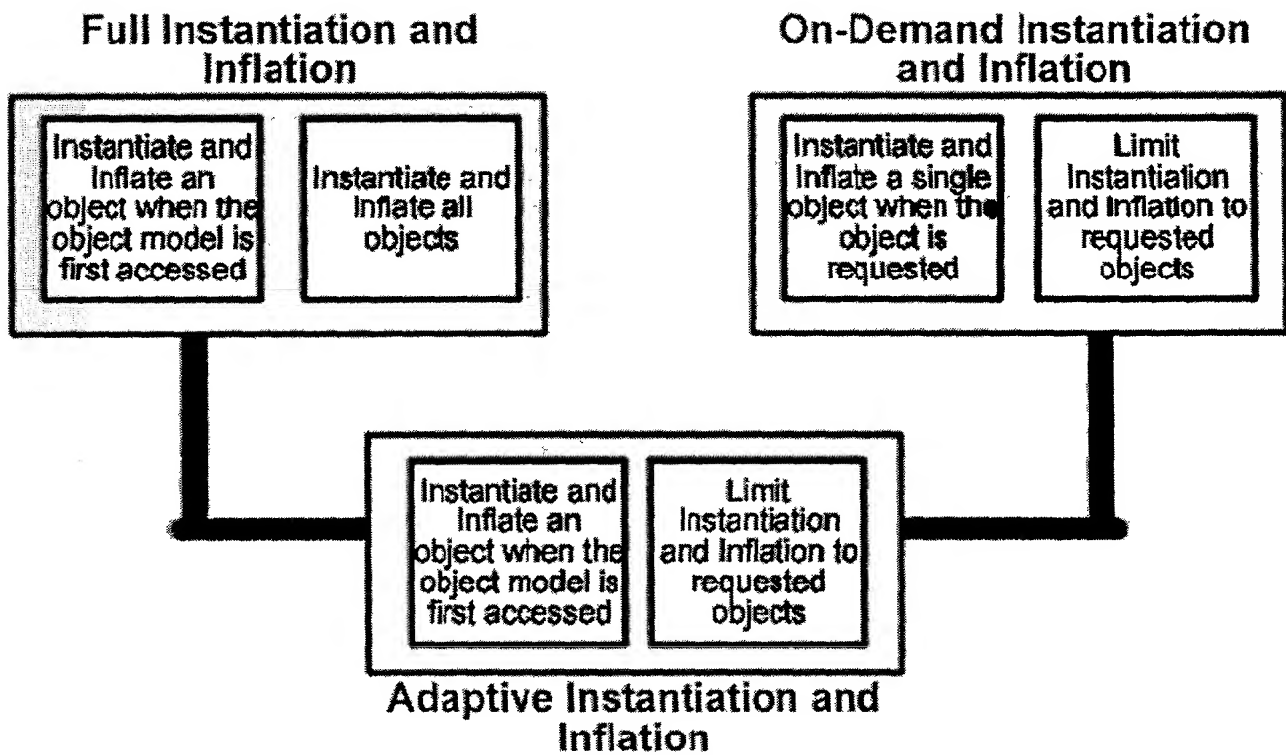 Full Instantiation and
Inflation
On-Demand Instantiation
and Inflation
Instantiate and
Inflate an
object when the
object model is
first accessed
Instantiate and
Inflate all
objects
Instantiate and
Inflate a single
object when the
object is
requested
Limit
Instantiation
and Inflation to
requested
objects
Instantiate and
Inflate an
object when the
object model is
first accessed
Limit
Instantiation
and Inflation to
requested
objects
Adaptive Instantiation and
Inflation